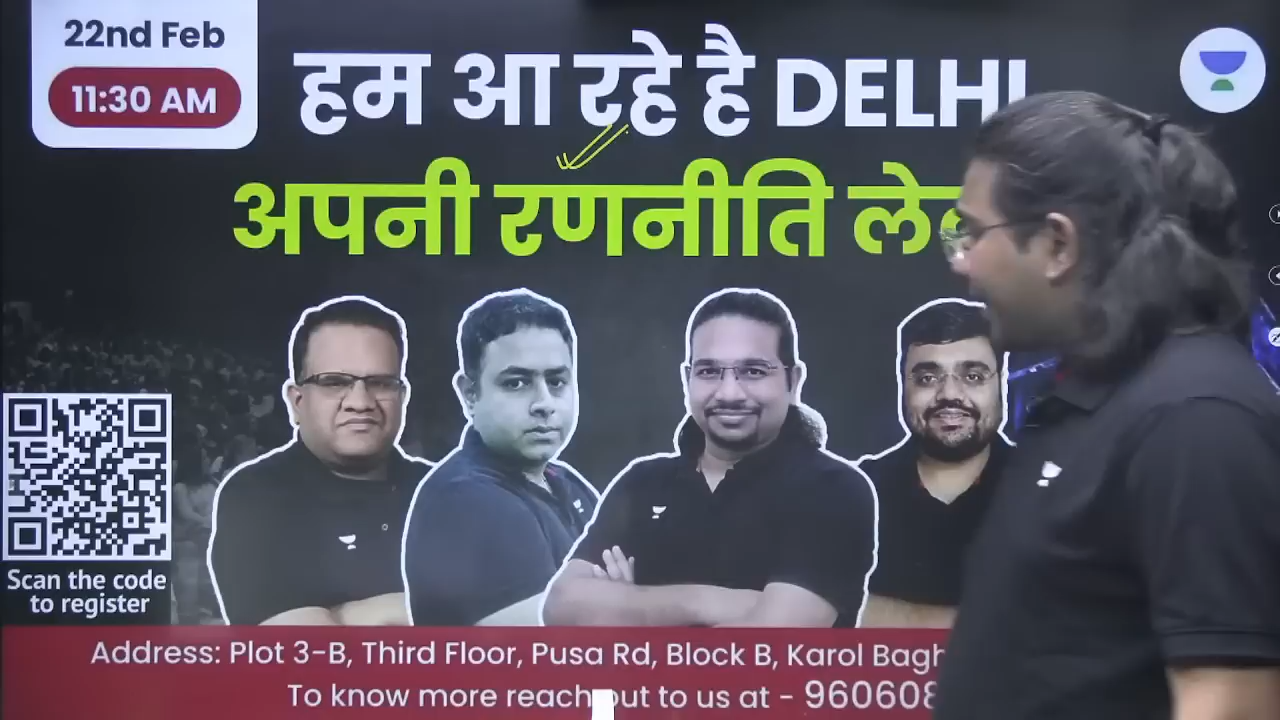 22nd Feb
11:30 AM
हम आ रहे है DELHI
अपनी रणनीति
Scan the code
to register
Address: Plot 3-B, Third Floor, Pusa Rd, Block B, Karol Bagh
To know more reach out to us at - 960608